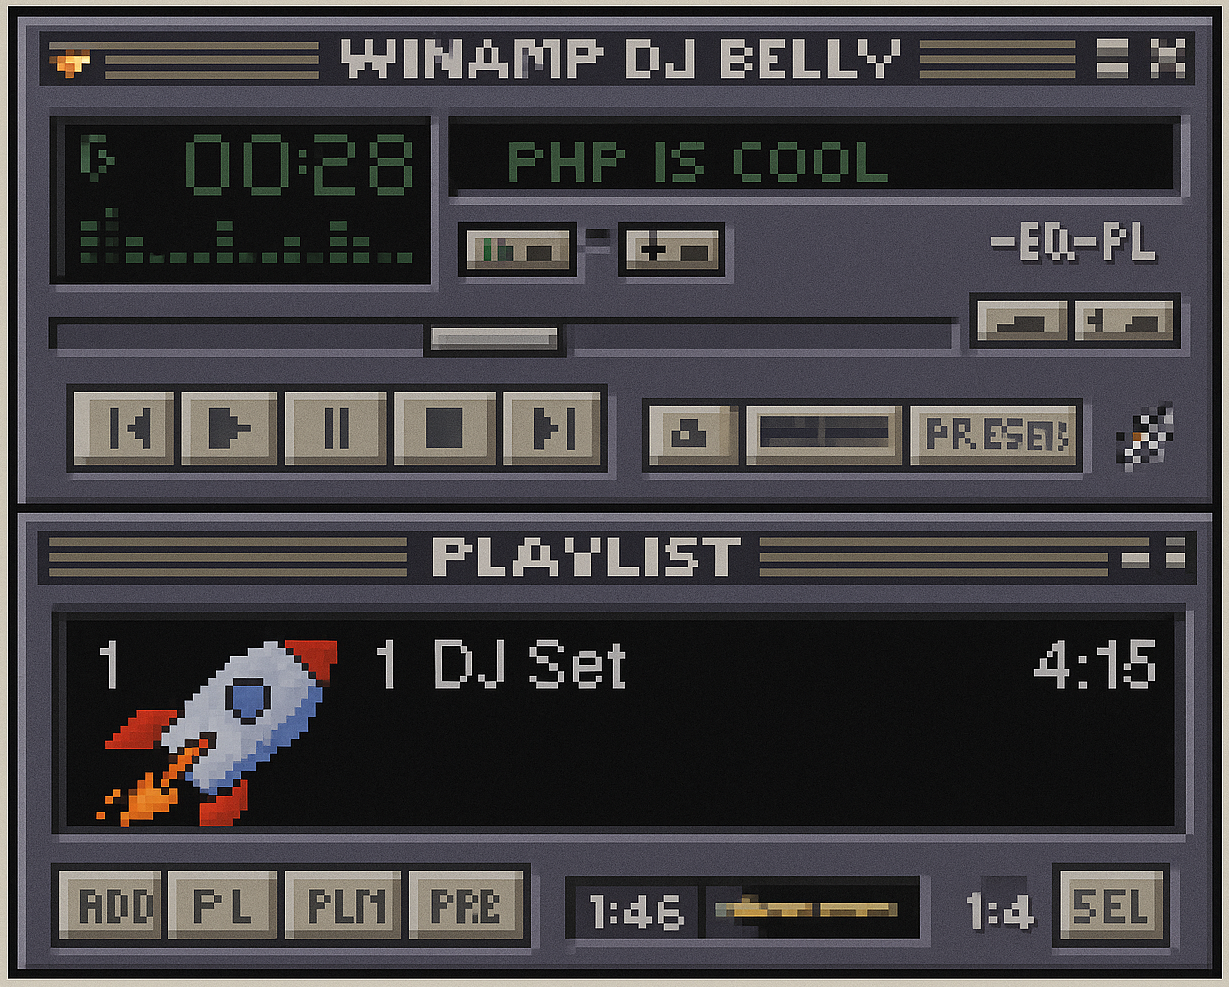 WINAMP DJ BELLY
00:28
PHP IS COOL
-EQ-PL
PLAYLIST
1 1 DJ Set 4:15
ADD PL PLM PRE 1:46 1:4 SEL